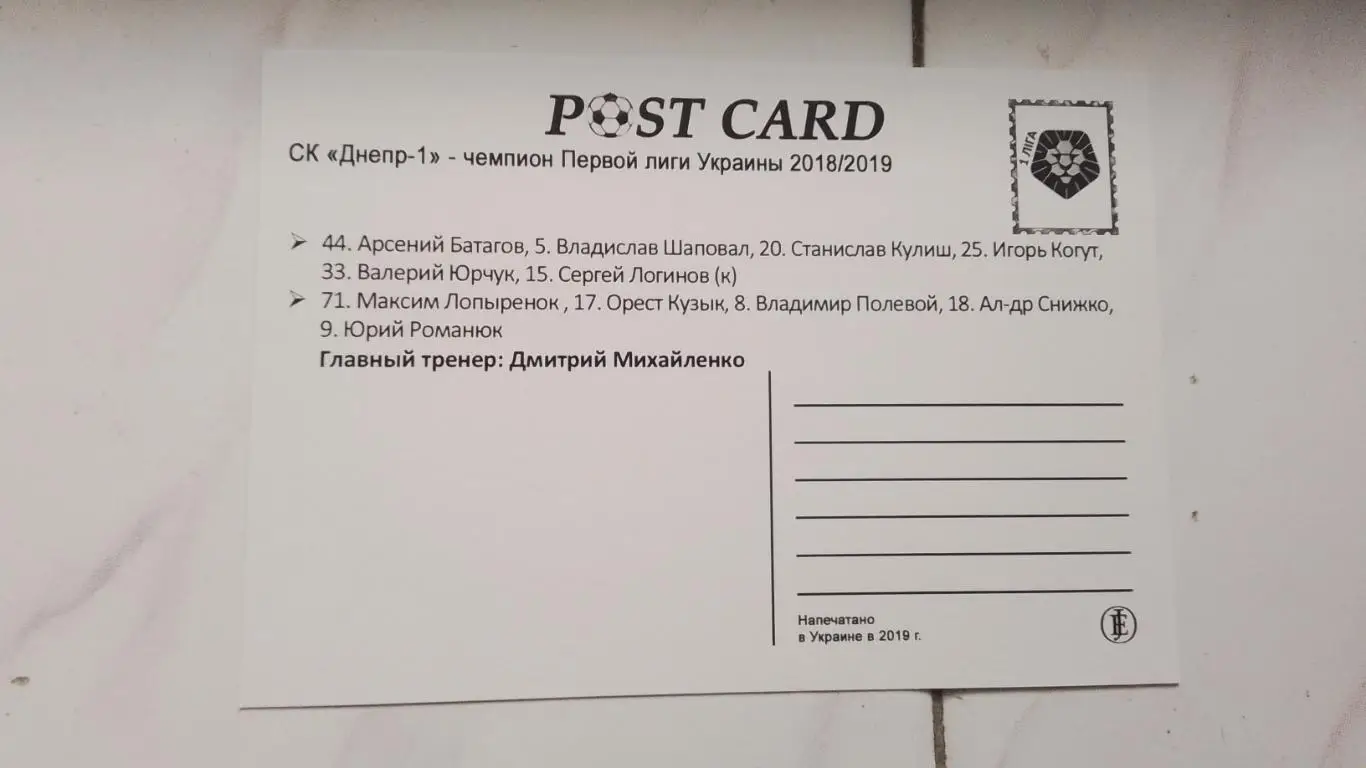 POST CARD
СК «Днепр-1» - чемпион Первой лиги Украины 2018/2019
1 ЛІГА
➢ 44. Арсений Батагов, 5. Владислав Шаповал, 20. Станислав Кулиш, 25. Игорь Когут,
33. Валерий Юрчук, 15. Сергей Логинов (к)
➢ 71. Максим Лопыренок , 17. Орест Кузык, 8. Владимир Полевой, 18. Ал-др Снижко,
9. Юрий Романюк
Главный тренер: Дмитрий Михайленко
Напечатано
в Украине в 2019 г.